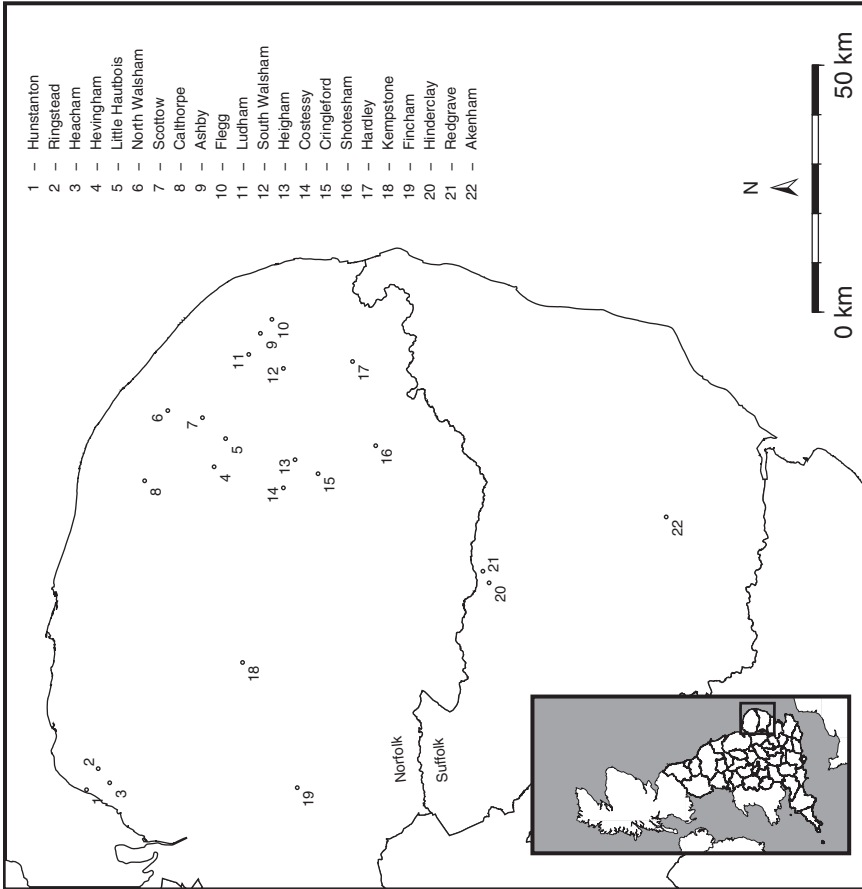 1 – Hunstanton
2 – Ringstead
3 – Heacham
4 – Hevingham
5 – Little Hautbois
6 – North Walsham
7 – Scottow
8 – Calthorpe
9 – Ashby
10 – Flegg
11 – Ludham
12 – South Walsham
13 – Heigham
14 – Costessy
15 – Cringleford
16 – Shotesham
17 – Hardley
18 – Kempstone
19 – Fincham
20 – Hinderclay
21 – Redgrave
22 – Akenham
1
2
3
8
6
7
4
5
11
9
10
12
13
14
15
16
17
18
19
20
21
22
Norfolk
Suffolk
N
0 km
50 km